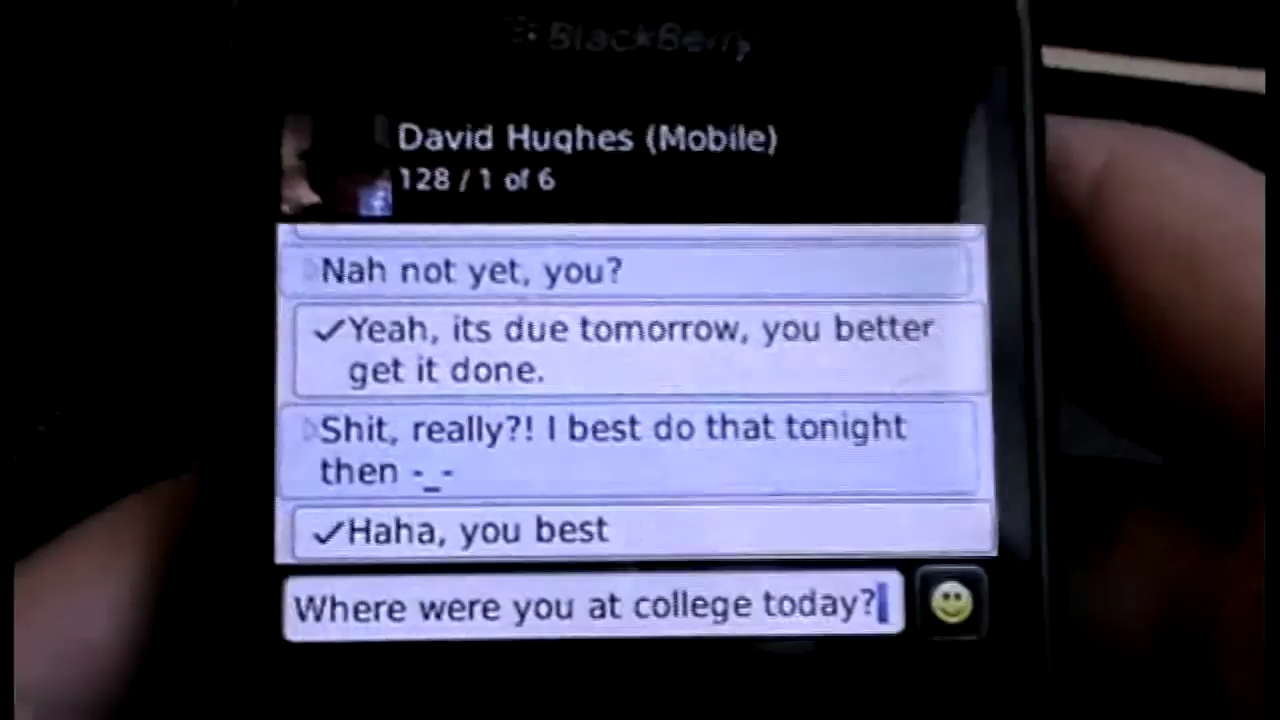 BlackBerry
David Hughes (Mobile)
128 / 1 of 6
Nah not yet, you?
Yeah, its due tomorrow, you better
get it done.
Shit, really?! I best do that tonight
then -_-
Haha, you best
Where were you at college today?